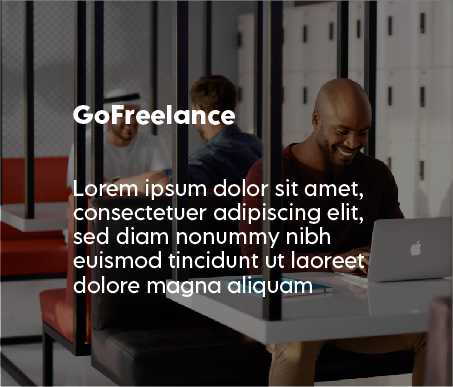 GoFreelance
Lorem ipsum dolor sit amet,
consectetuer adipiscing elit,
sed diam nonummy nibh
euismod tincidunt ut laoreet
dolore magna aliquam